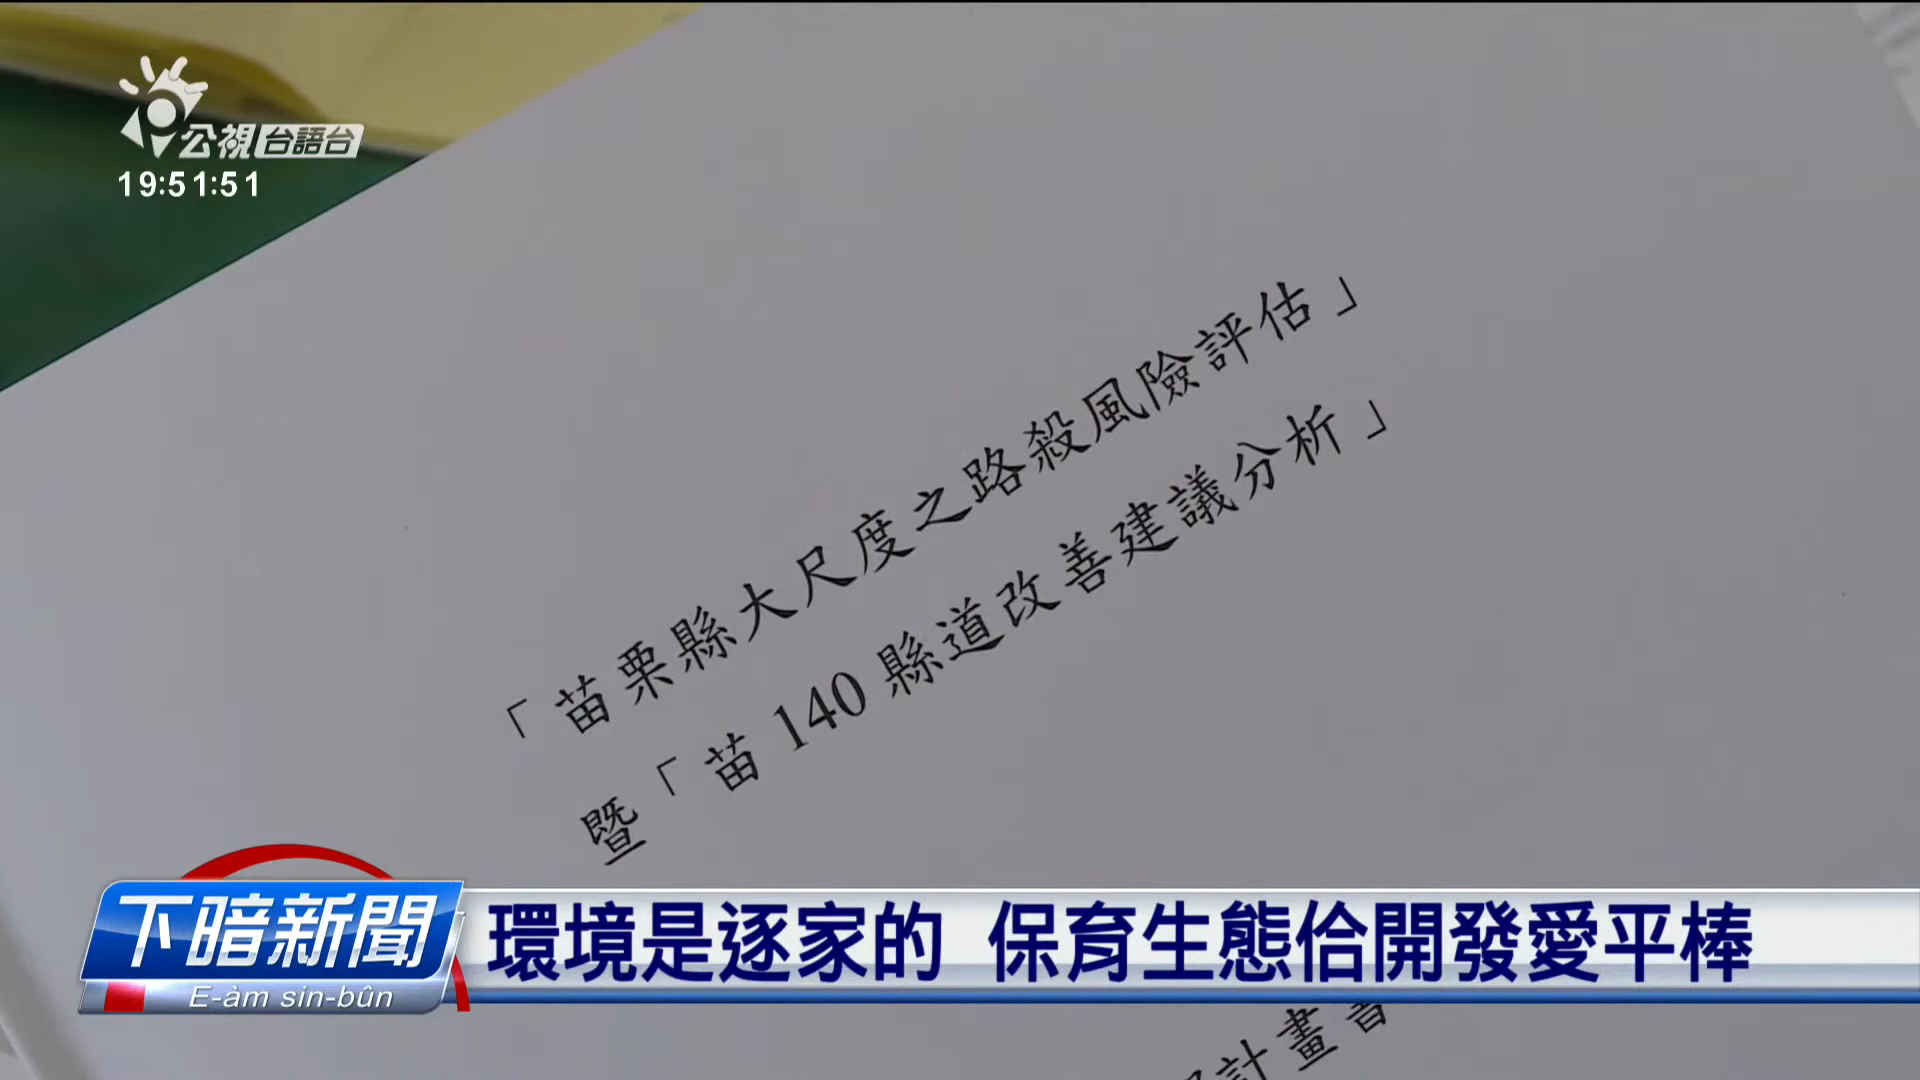 公視台語台
19:51:51
「苗栗縣大尺度之路殺風險評估」
暨「苗140縣道改善建議分析」
計畫書
下暗新聞
E-àm sin-bûn
環境是逐家的 保育生態佮開發愛平棒